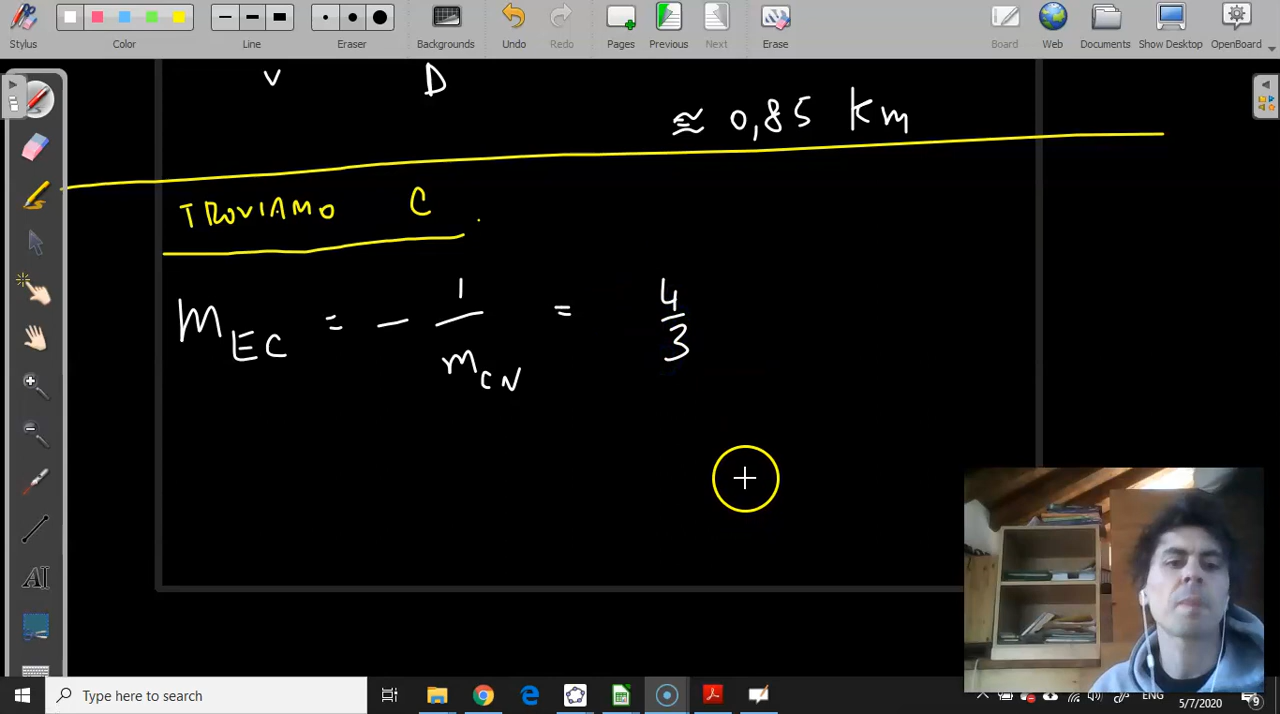 Stylus Color Line Eraser Backgrounds Undo Redo Pages Previous Next Erase Board Web Documents Show Desktop OpenBoard
v D
≈ 0,85 Km
TROVIAMO C .
m_EC = - 1/m_CN = 4/3
Type here to search
ENG
5/7/2020
9